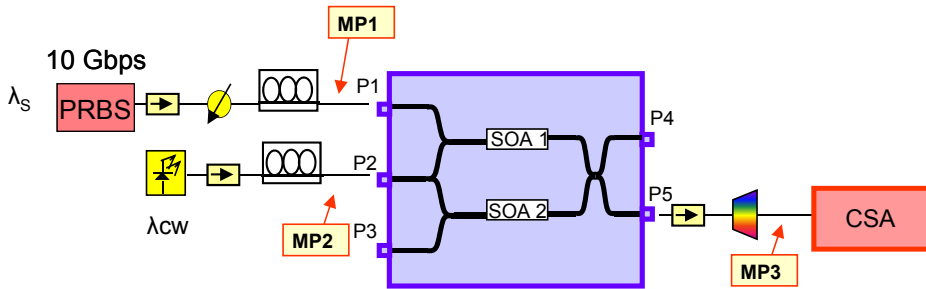 MP1
10 Gbps
λS
PRBS
P1
P4
SOA 1
P2
P5
λcw
SOA 2
CSA
P3
MP2
MP3